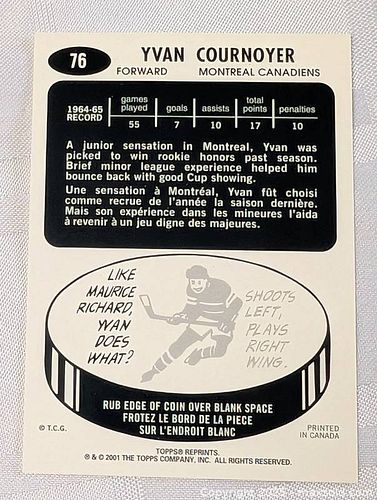 76
YVAN COURNOYER
FORWARD MONTREAL CANADIENS
1964-65 RECORD
games played goals assists total points penalties
55 7 10 17 10
A junior sensation in Montreal, Yvan was
picked to win rookie honors past season.
Brief minor league experience helped him
bounce back with good Cup showing.
Une sensation à Montréal, Yvan fût choisi
comme recrue de l'année la saison dernière.
Mais son expérience dans les mineures l'aida
à revenir à un jeu digne des majeures.
LIKE
MAURICE
RICHARD,
YVAN
DOES
WHAT?
SHOOTS
LEFT,
PLAYS
RIGHT
WING.
RUB EDGE OF COIN OVER BLANK SPACE
FROTEZ LE BORD DE LA PIECE
SUR L'ENDROIT BLANC
© T.C.G.
PRINTED
IN CANADA
TOPPS® REPRINTS.
® & © 2001 THE TOPPS COMPANY, INC. ALL RIGHTS RESERVED.